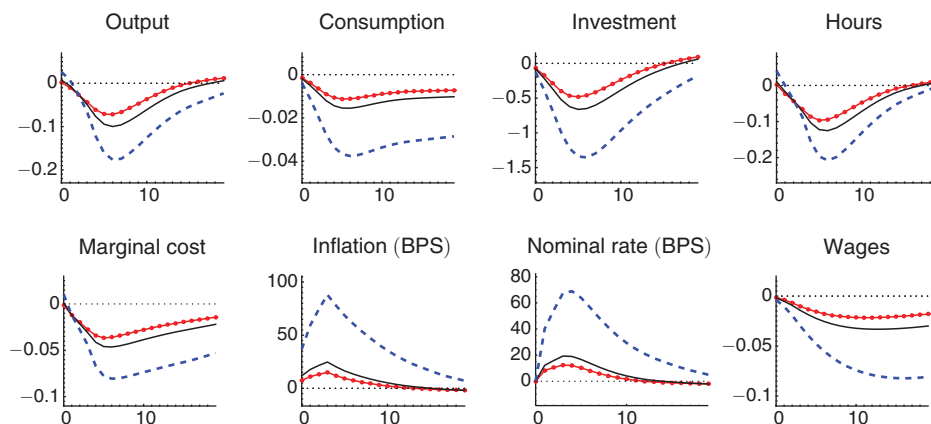 Output Consumption Investment Hours
0 −0.1 −0.2 0 10
0 −0.02 −0.04 0 10
0 −0.5 −1 −1.5 0 10
0 −0.1 −0.2 0 10
Marginal cost Inflation (BPS) Nominal rate (BPS) Wages
0 −0.05 −0.1 0 10
100 50 0 0 10
80 60 40 20 0 0 10
0 −0.05 −0.1 0 10